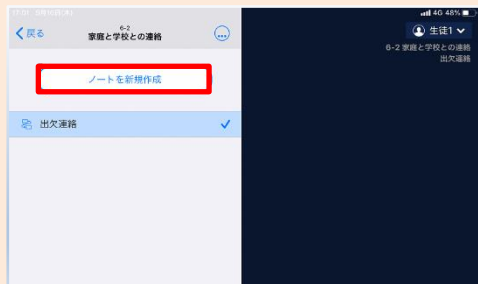 4G 48%
戻る
6-2
家庭と学校との連絡
ノートを新規作成
出欠連絡
生徒1
6-2 家庭と学校との連絡
出欠連絡